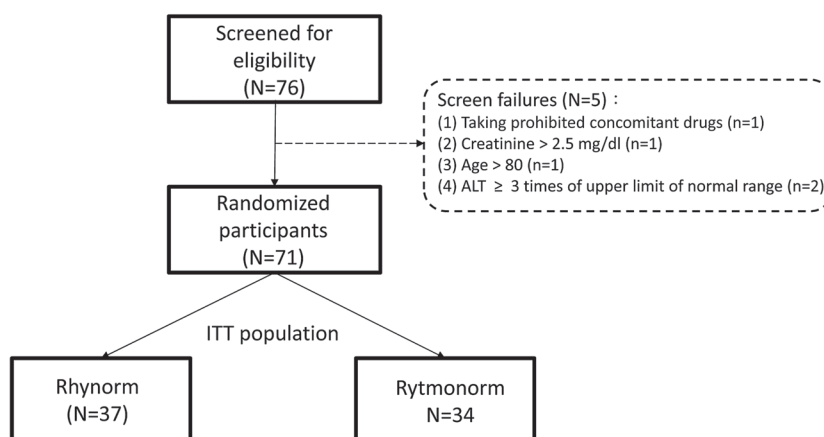 Screened for
eligibility
(N=76)
Screen failures (N=5)：
(1) Taking prohibited concomitant drugs (n=1)
(2) Creatinine > 2.5 mg/dl (n=1)
(3) Age > 80 (n=1)
(4) ALT ≥ 3 times of upper limit of normal range (n=2)
Randomized
participants
(N=71)
ITT population
Rhynorm
(N=37)
Rytmonorm
N=34